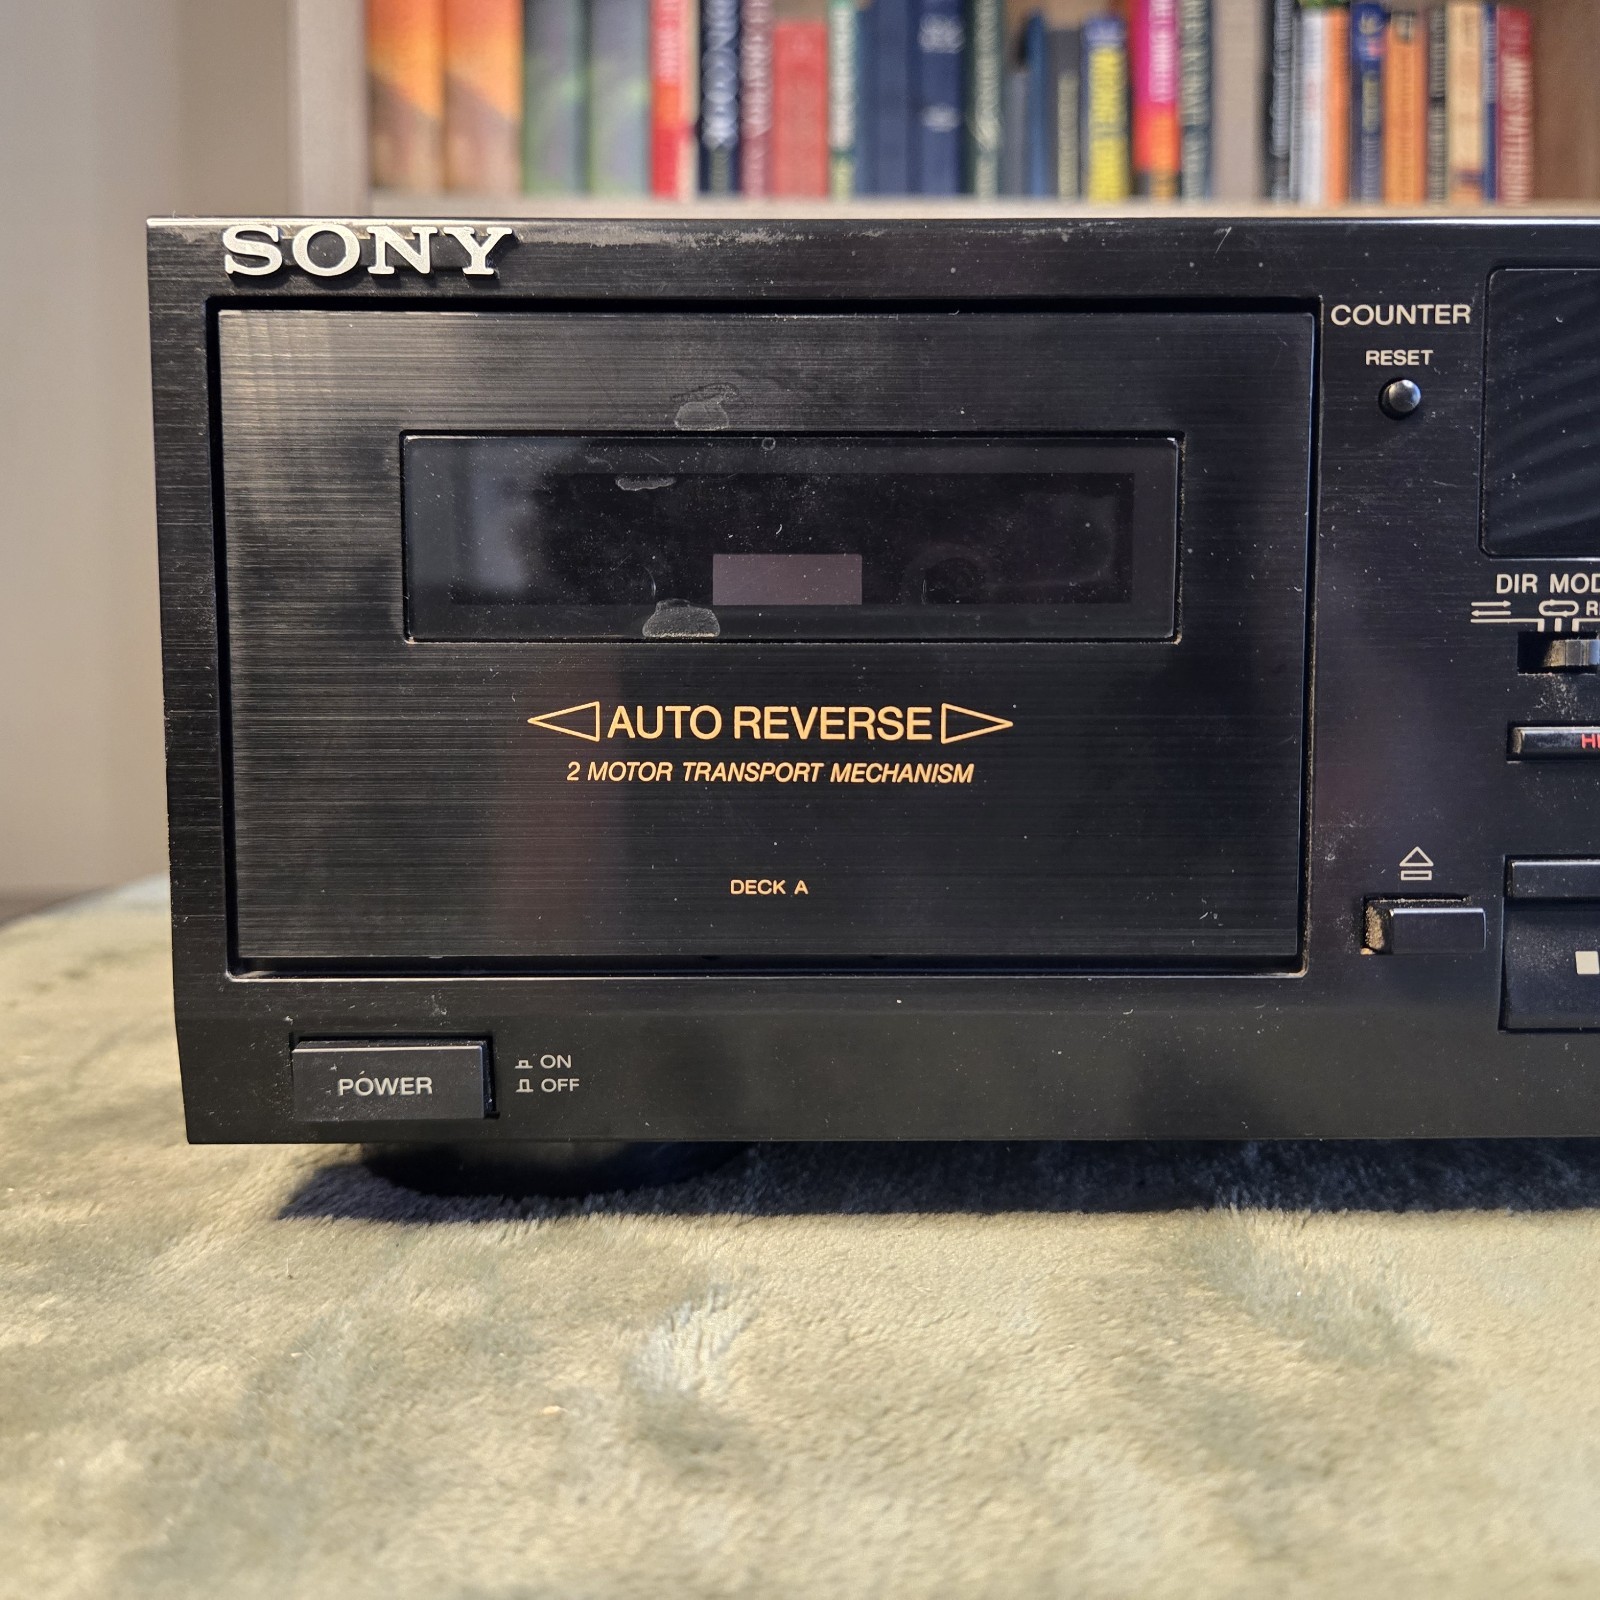 SONY
COUNTER
RESET
DIR MOD
AUTO REVERSE
2 MOTOR TRANSPORT MECHANISM
DECK A
POWER
ON
OFF